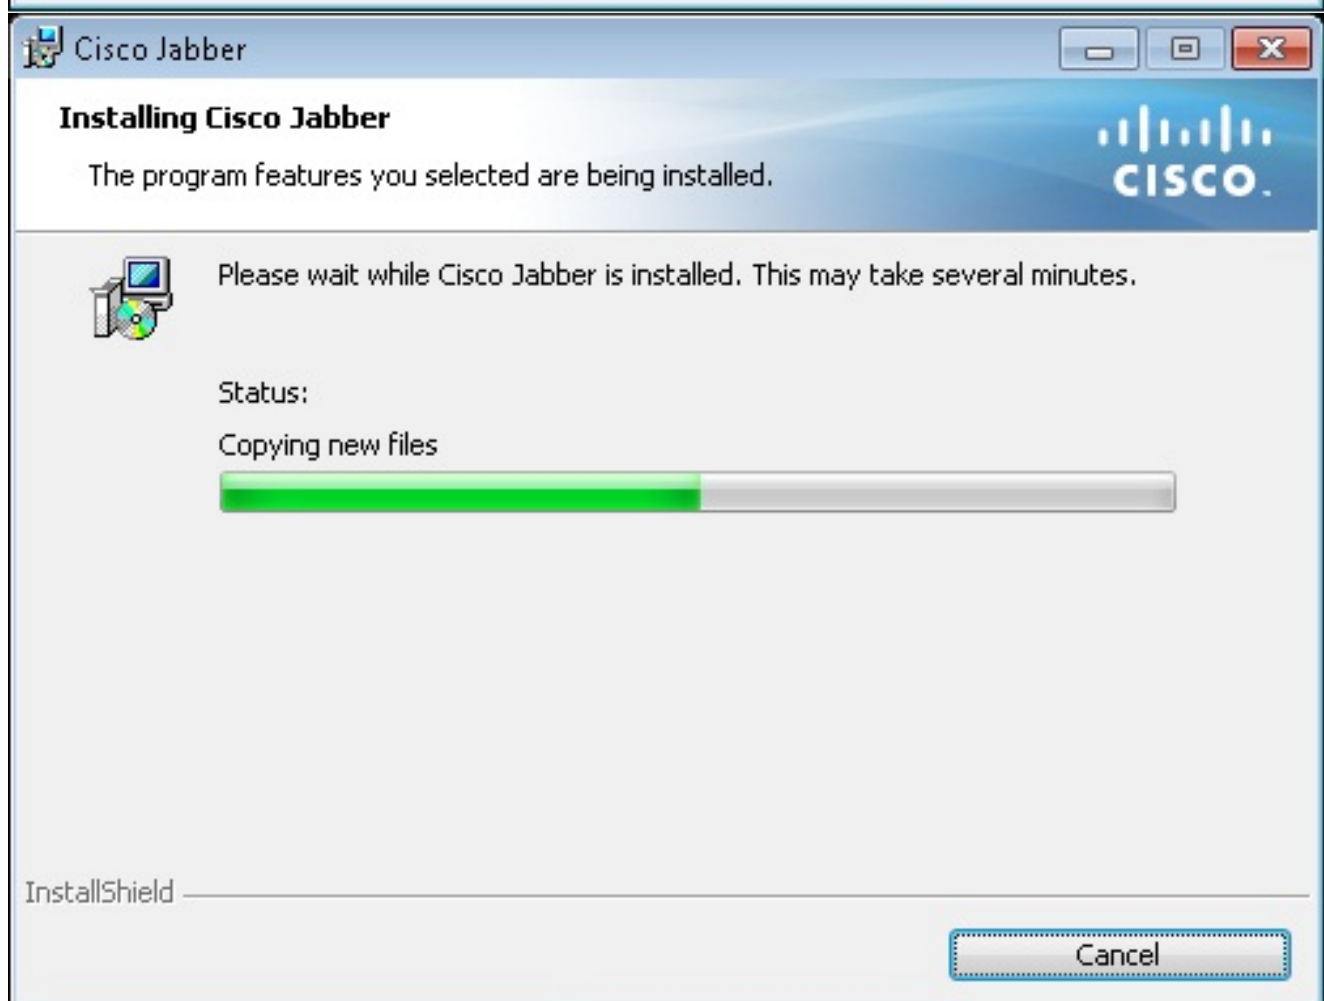 Cisco Jabber
Installing Cisco Jabber
The program features you selected are being installed.
CISCO.
Please wait while Cisco Jabber is installed. This may take several minutes.
Status:
Copying new files
InstallShield
Cancel